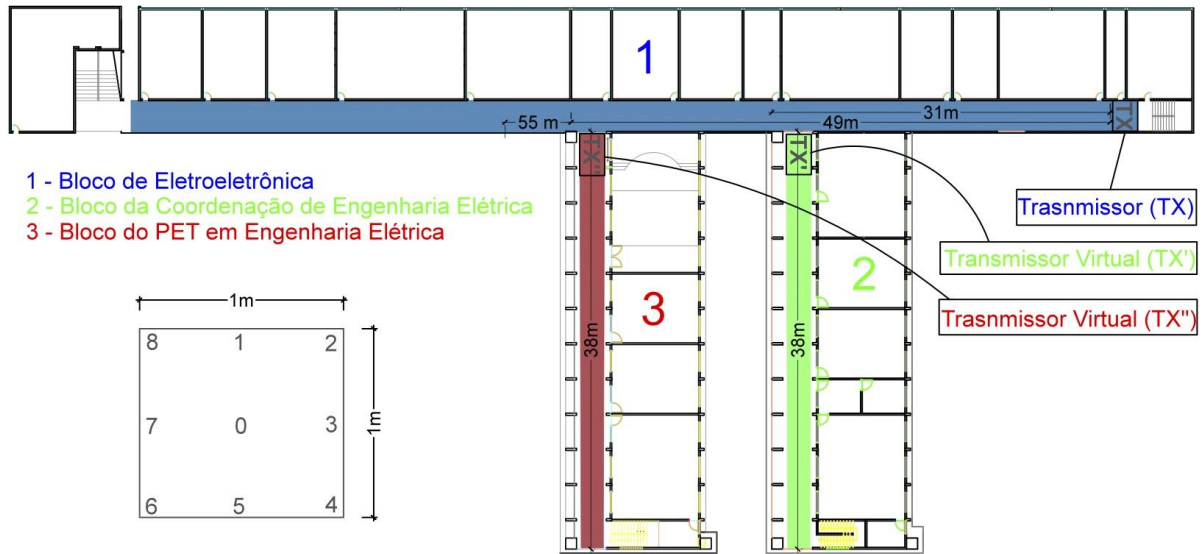 1
31m
TX
55 m
49m
TX"
TX'
1 - Bloco de Eletroeletrônica
2 - Bloco da Coordenação de Engenharia Elétrica
3 - Bloco do PET em Engenharia Elétrica
Trasnmissor (TX)
Transmissor Virtual (TX')
Trasnmissor Virtual (TX")
2
3
38m
38m
1m
8 1 2
7 0 3
1m
6 5 4